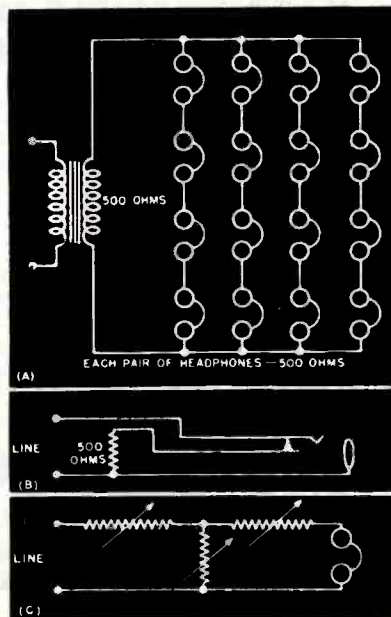 500 OHMS
EACH PAIR OF HEADPHONES — 500 OHMS
(A)
LINE
500
OHMS
(B)
LINE
(C)